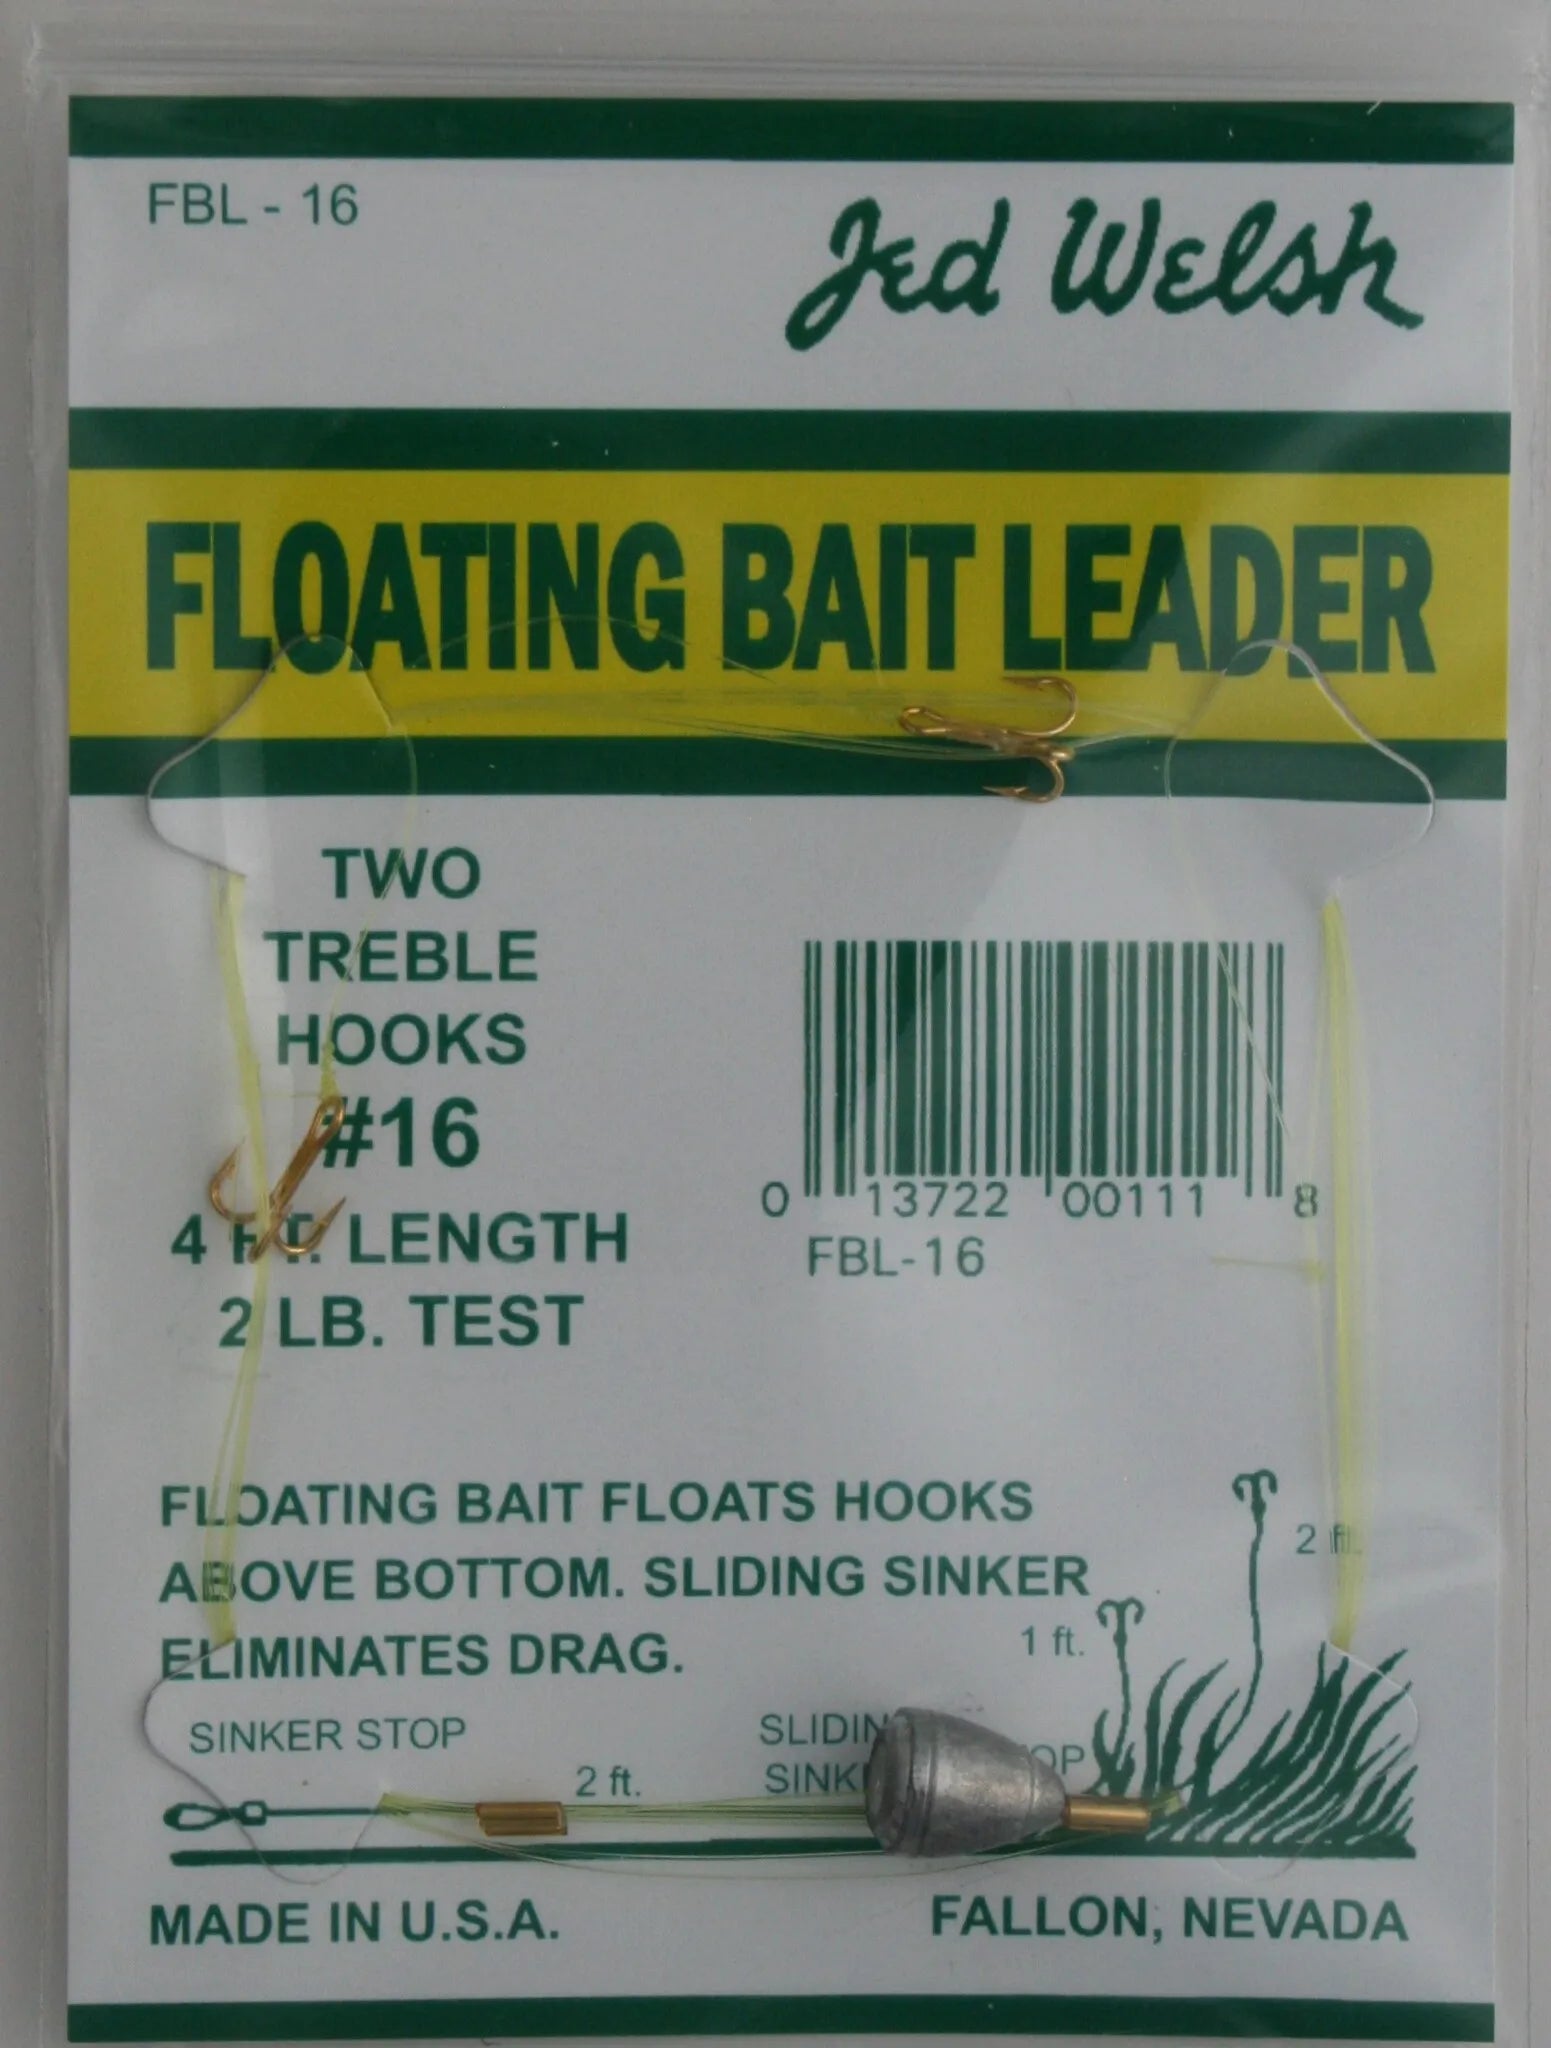 FBL - 16
Jed Welsh
FLOATING BAIT LEADER
TWO
TREBLE
HOOKS
#16
4 FT. LENGTH
2 LB. TEST
0 13722 00111 8
FBL-16
FLOATING BAIT FLOATS HOOKS
ABOVE BOTTOM. SLIDING SINKER
ELIMINATES DRAG.
2 ft.
1 ft.
SINKER STOP
2 ft.
MADE IN U.S.A.
FALLON, NEVADA